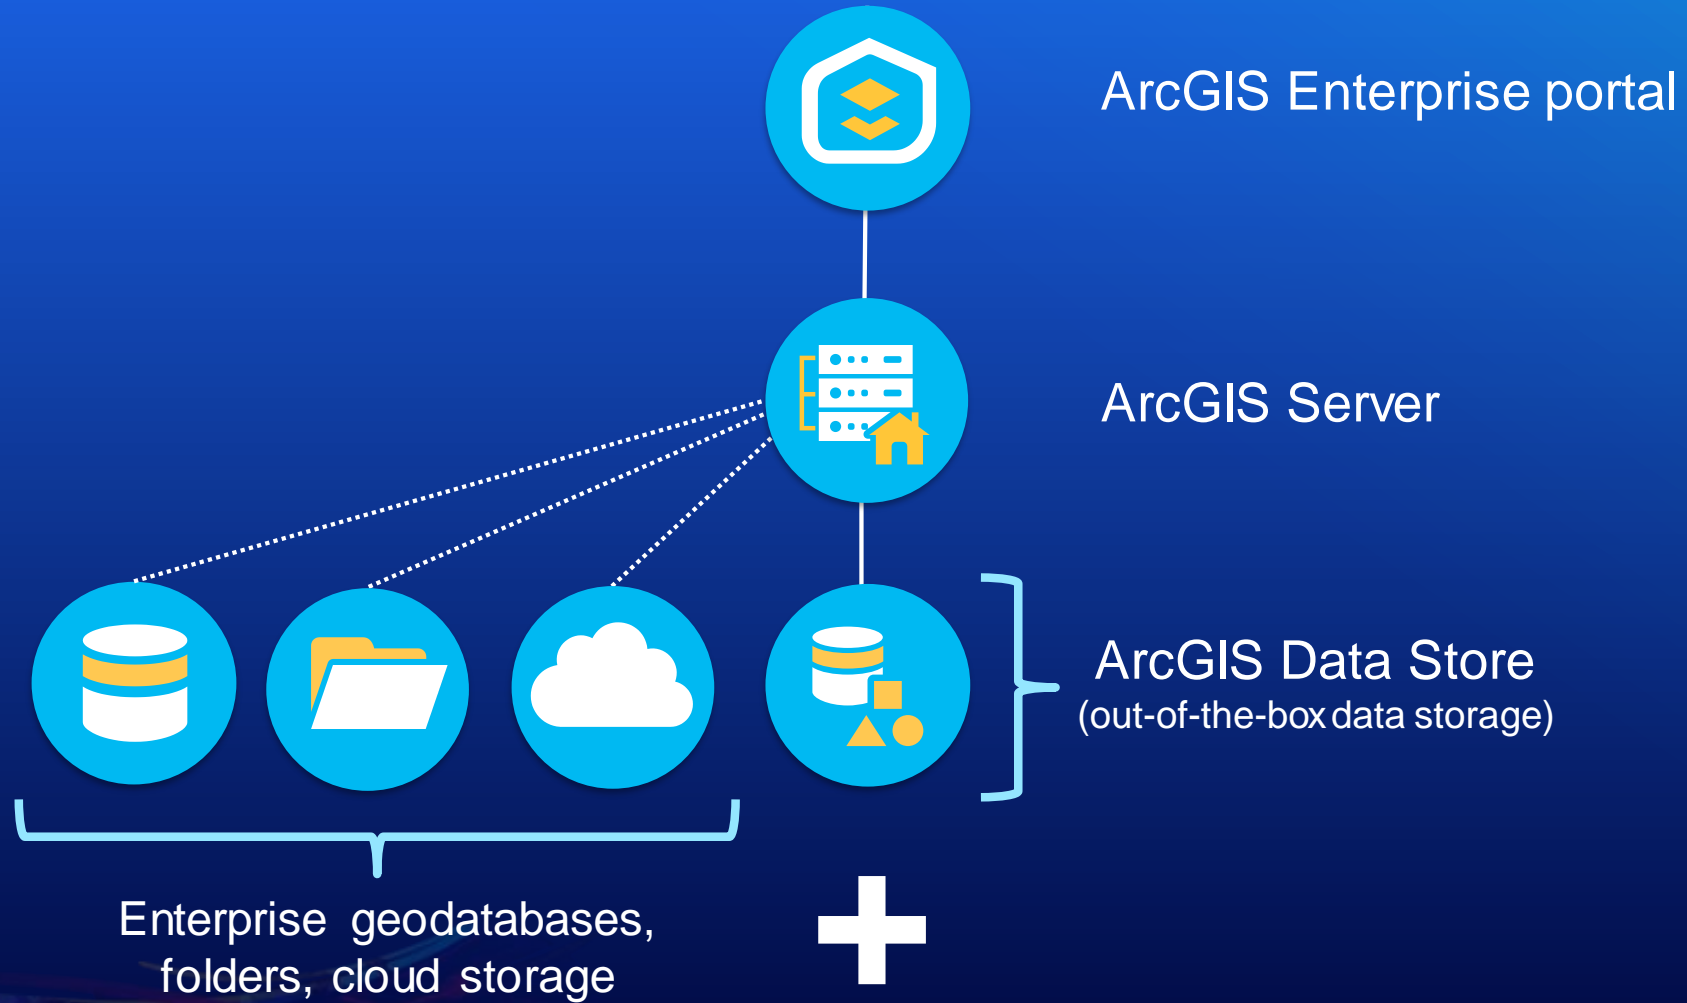 ArcGIS Enterprise portal
ArcGIS Server
ArcGIS Data Store
(out-of-the-box data storage)
Enterprise geodatabases,
folders, cloud storage